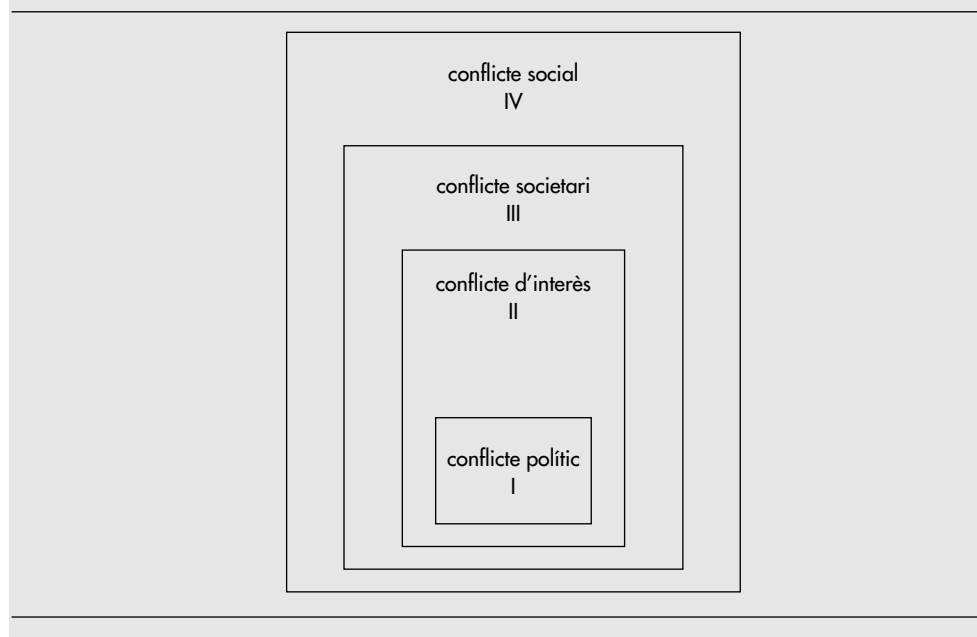 conflicte social
IV
conflicte societari
III
conflicte d’interès
II
conflicte polític
I